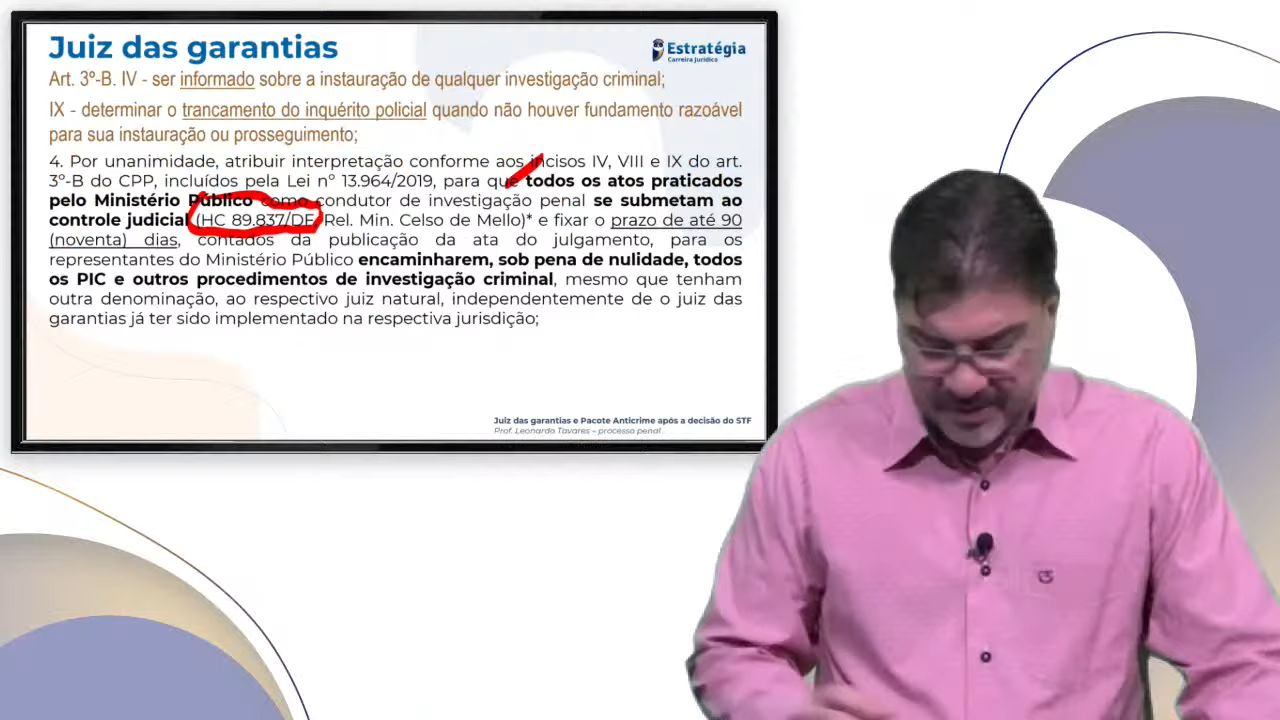 Juiz das garantias
Estratégia
Carreira Jurídica
Art. 3º-B. IV - ser informado sobre a instauração de qualquer investigação criminal;
IX - determinar o trancamento do inquérito policial quando não houver fundamento razoável
para sua instauração ou prosseguimento;
4. Por unanimidade, atribuir interpretação conforme aos incisos IV, VIII e IX do art.
3º-B do CPP, incluídos pela Lei nº 13.964/2019, para que todos os atos praticados
pelo Ministério Público como condutor de investigação penal se submetam ao
controle judicial (HC 89.837/DF, Rel. Min. Celso de Mello)* e fixar o prazo de até 90
(noventa) dias, contados da publicação da ata do julgamento, para os
representantes do Ministério Público encaminharem, sob pena de nulidade, todos
os PIC e outros procedimentos de investigação criminal, mesmo que tenham
outra denominação, ao respectivo juiz natural, independentemente de o juiz das
garantias já ter sido implementado na respectiva jurisdição;
Juiz das garantias e Pacote Anticrime após a decisão do STF
Prof. Leonardo Tavares – processo penal